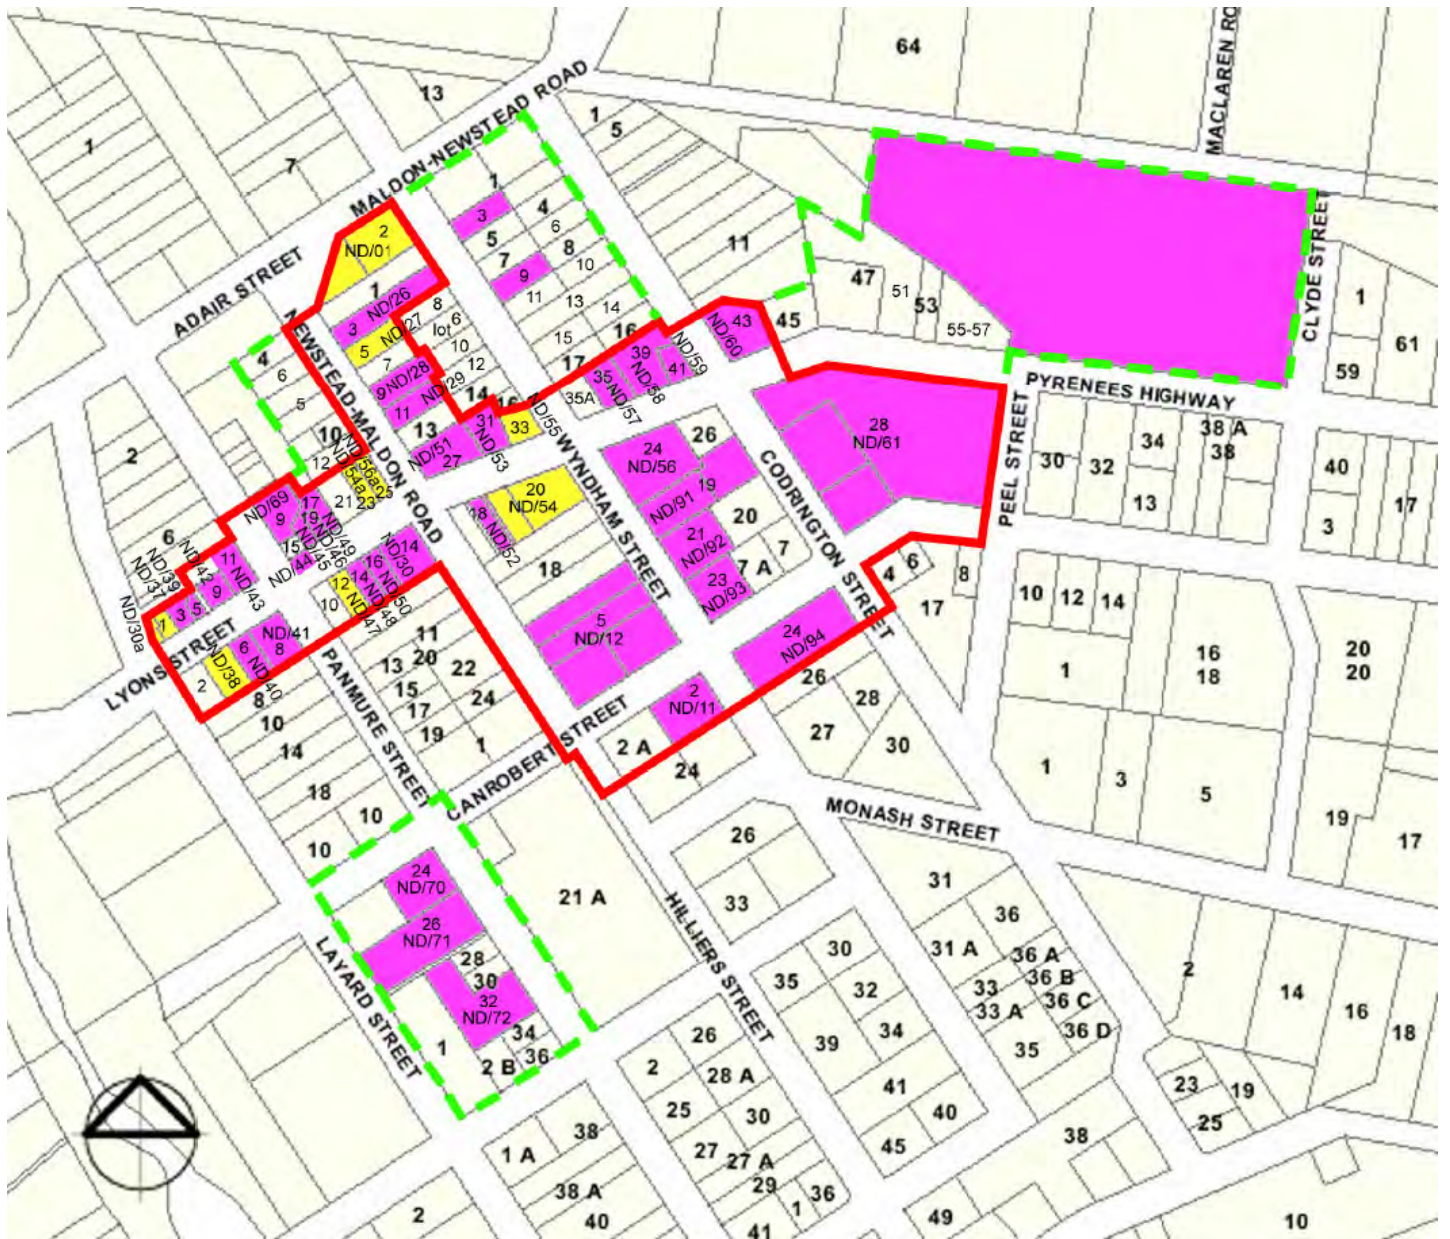 64
MACLAREN RO
13
MALDON-NEWSTEAD ROAD
1
5
1
7
1
3
4
5
6
7
8
9
10
11
13
14
15
16
17
11
2
ND/01
1
ND/26
3
ND/27
5
7
8
lot
6
10
12
14
16
ND/28
9
ND/29
11
13
ADAIR STREET
NEWSTEAD-MALDON ROAD
CLYDE STREET
47
51
53
55-57
45
43
ND/60
1
59
61
4
6
5
10
12
39
ND/59
41
ND/58
35
ND/57
35A
PYRENEES HIGHWAY
31
ND/53
33
ND/55
ND/51
27
28
ND/61
24
ND/56
26
ND/91
19
20
21
ND/92
7
7 A
23
ND/93
20
ND/54
18
ND/52
18
WYNDHAM STREET
CODRINGTON STREET
PEEL STREET
30
32
34
13
38 A
38
40
17
3
2
ND/56a
ND/54a
25
23
21
ND/69
9
17
19
ND/49
ND/46
ND/45
15
ND/44
6
ND/42
ND/39
ND/37
11
ND/43
9
5
3
1
ND/30a
14
ND/30
16
ND/50
14
ND/48
12
ND/47
10
ND/41
8
6
ND/40
ND/38
2
8
LYONS STREET
PANMURE STREET
5
ND/12
4
6
8
17
10
12
14
1
16
18
20
20
24
ND/94
2
ND/11
2 A
24
26
28
27
30
11
13
20
22
15
17
24
19
1
CANROBERT STREET
10
14
18
10
10
1
3
5
19
17
MONASH STREET
26
33
21 A
HILLIERS STREET
24
ND/70
26
ND/71
28
30
32
ND/72
34
36
2 B
1
LAYARD STREET
31
36
31 A
36 A
36 B
33
33 A
36 C
36 D
35
30
35
32
34
39
41
40
45
2
14
16
18
23
19
25
26
2
28 A
25
30
27
27 A
29
1
36
41
38
1 A
38 A
40
2
38
49
10